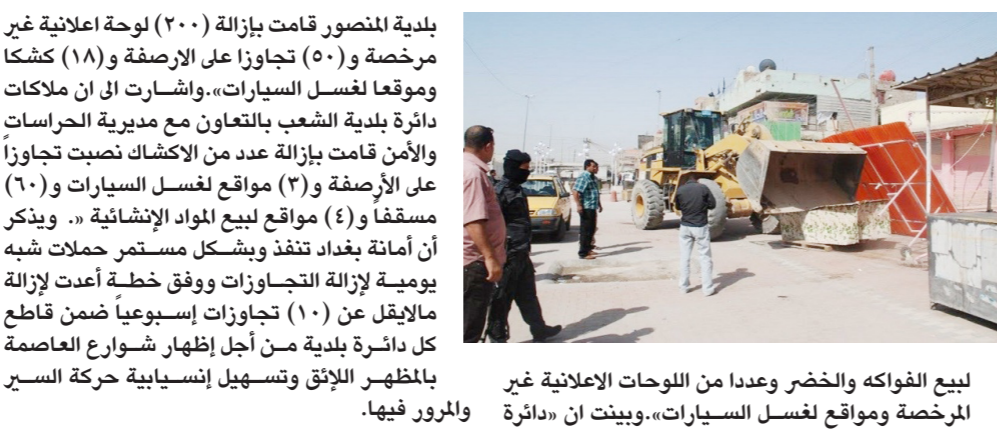 لبيع الفواكه والخضر وعددا من اللوحات الاعلانية غير
المرخصة ومواقع لغسل السيارات».وبينت ان «دائرة
بلدية المنصور قامت بإزالة (٢٠٠) لوحة اعلانية غير
مرخصة و(٥٠) تجاوزا على الارصفة و(١٨) كشكا
وموقعا لغسل السيارات».واشارت الى ان ملاكات
دائرة بلدية الشعب بالتعاون مع مديرية الحراسات
والأمن قامت بإزالة عدد من الاكشاك نصبت تجاوزاً
على الأرصفة و(٣) مواقع لغسل السيارات و(٦٠)
مسقفاً و(٤) مواقع لبيع المواد الإنشائية «. ويذكر
أن أمانة بغداد تنفذ وبشكل مستمر حملات شبه
يومية لإزالة التجاوزات ووفق خطة أعدت لإزالة
مالايقل عن (١٠) تجاوزات إسبوعياً ضمن قاطع
كل دائرة بلدية من أجل إظهار شوارع العاصمة
بالمظهر اللإئق وتسهيل إنسيابية حركة السير
والمرور فيها.